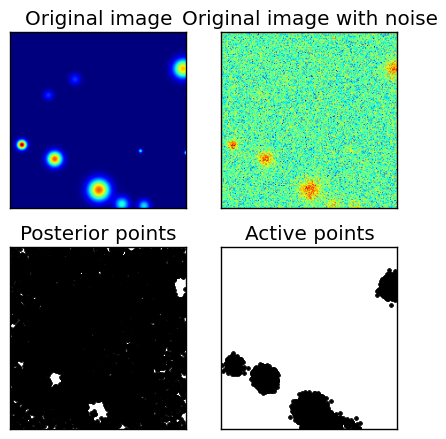 Original image
Original image with noise
Posterior points
Active points